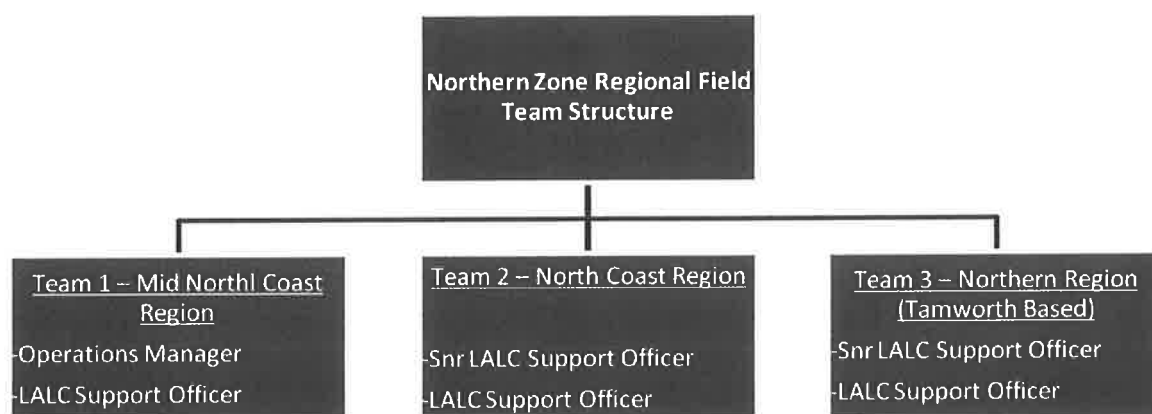 Northern Zone Regional Field
Team Structure
Team 1 – Mid Northl Coast
Region
-Operations Manager
-LALC Support Officer
Team 2 – North Coast Region
-Snr LALC Support Officer
-LALC Support Officer
Team 3 – Northern Region
(Tamworth Based)
-Snr LALC Support Officer
-LALC Support Officer